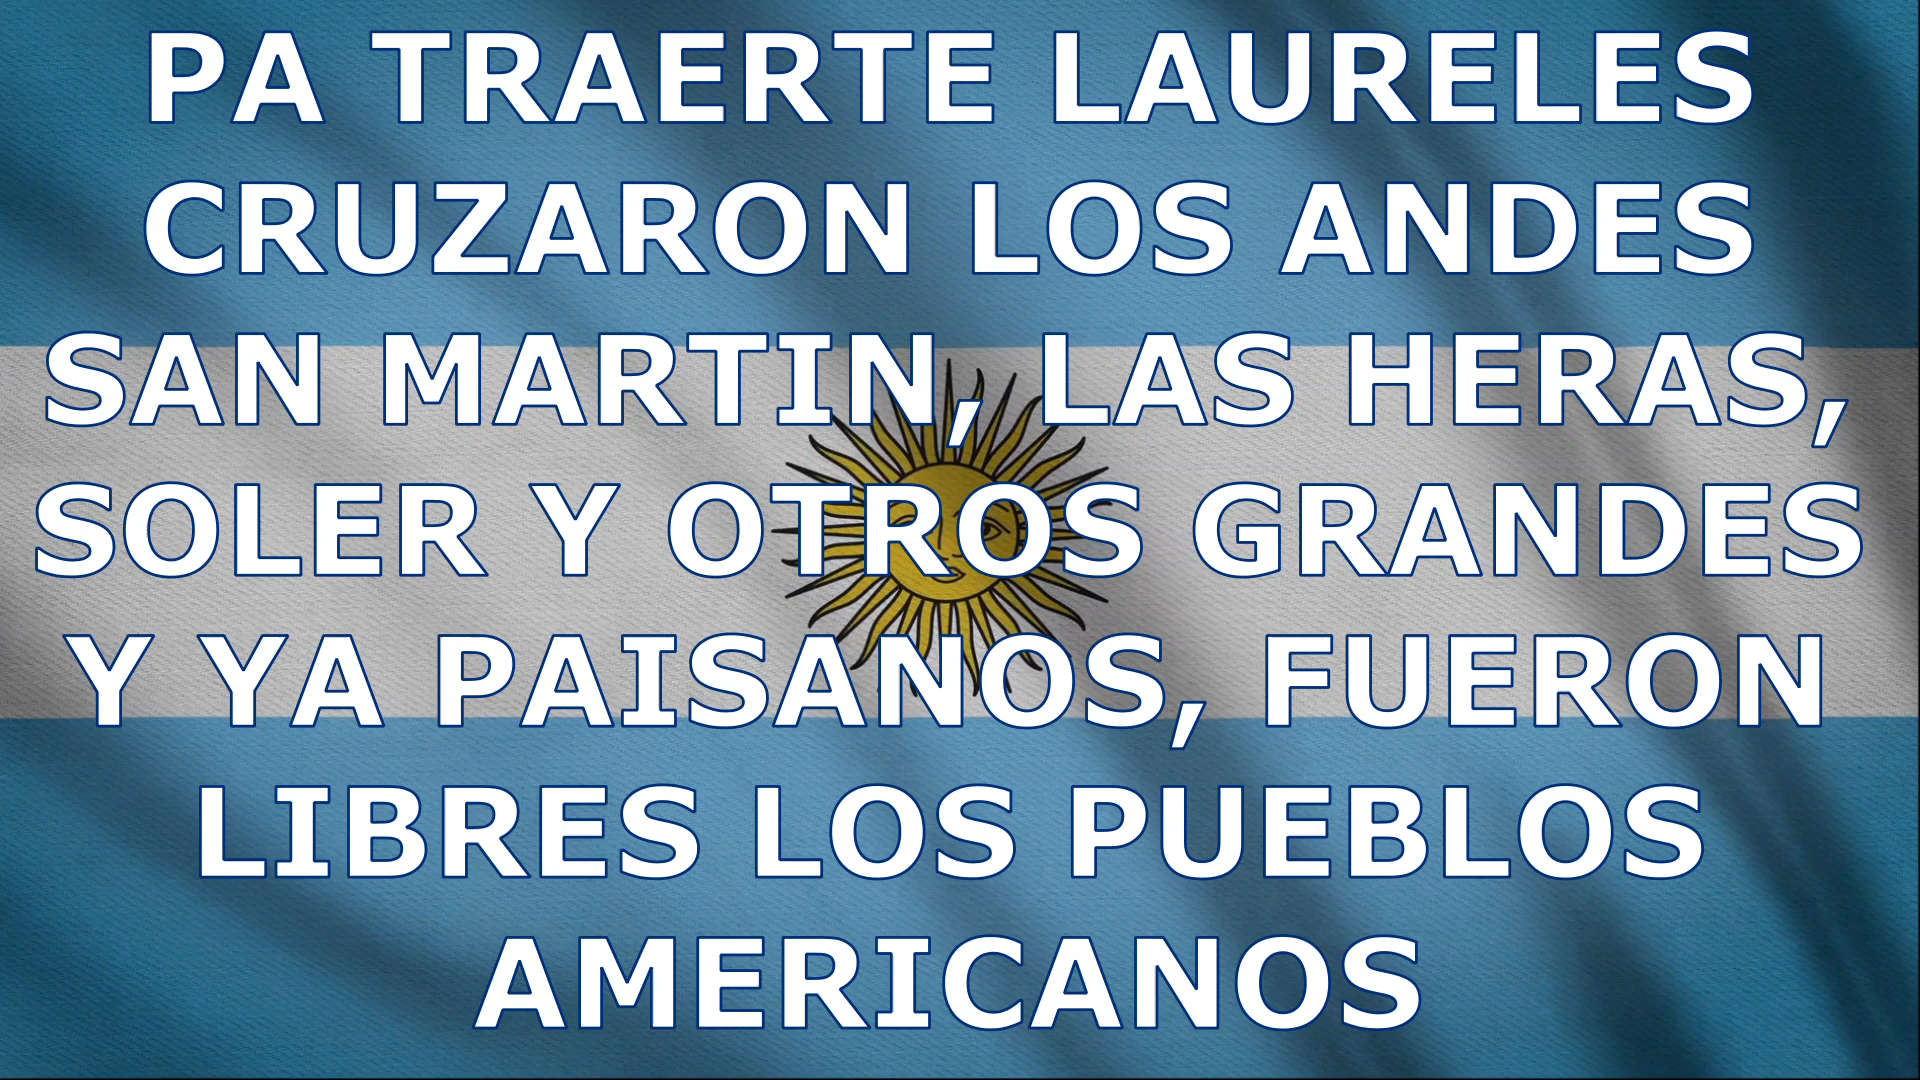 PA TRAERTE LAURELES
CRUZARON LOS ANDES
SAN MARTIN, LAS HERAS,
SOLER Y OTROS GRANDES
Y YA PAISANOS, FUERON
LIBRES LOS PUEBLOS
AMERICANOS